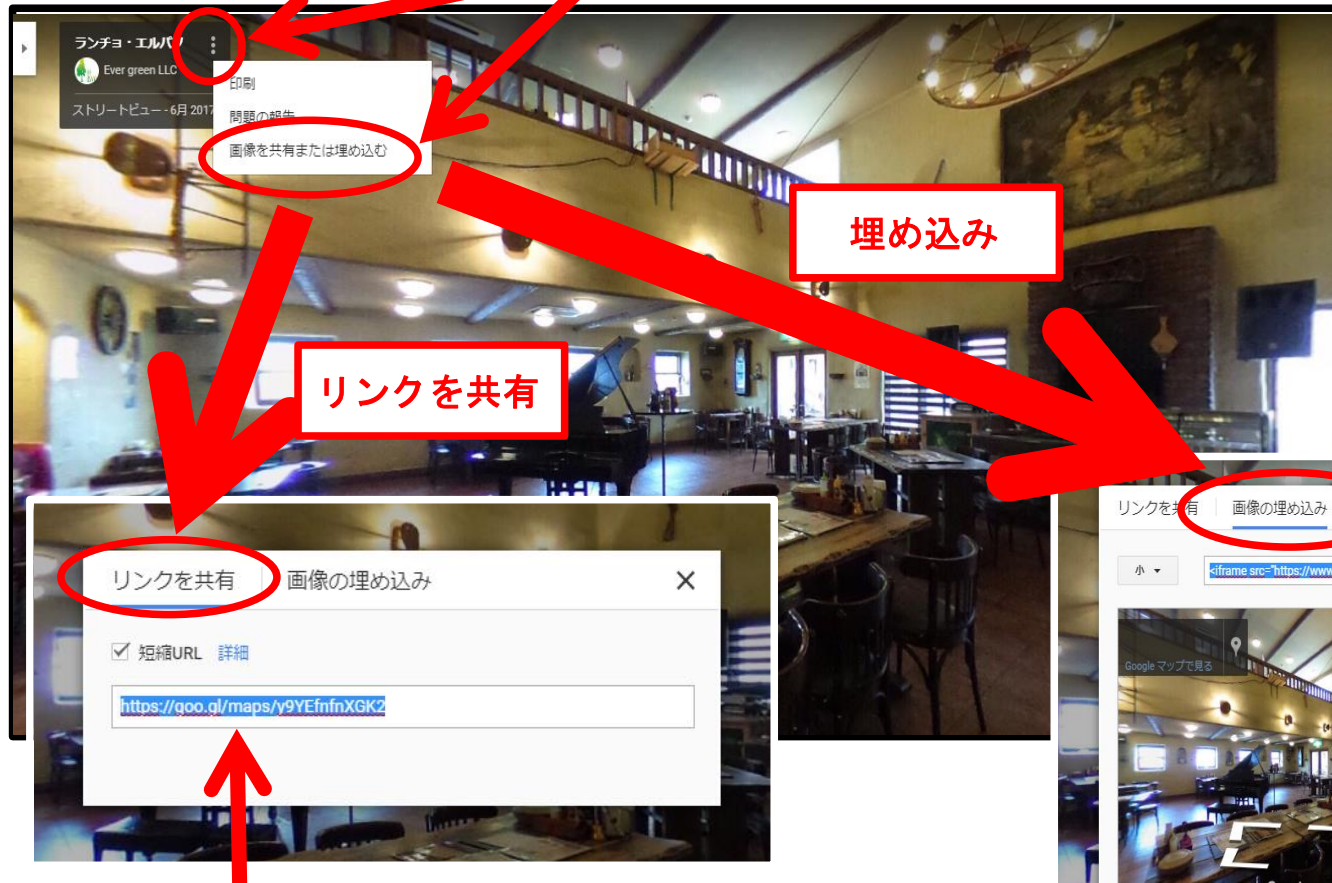 ランチョ・エルパソ
Ever green LLC
ストリートビュー - 6月 2017
印刷
問題の報告
画像を共有または埋め込む
埋め込み
リンクを共有
リンクを共有
画像の埋め込み
短縮URL 詳細
https://goo.gl/maps/y9YEfnfnXGK2
リンクを共有
画像の埋め込み
小
<iframe src="https://www
Google マップで見る